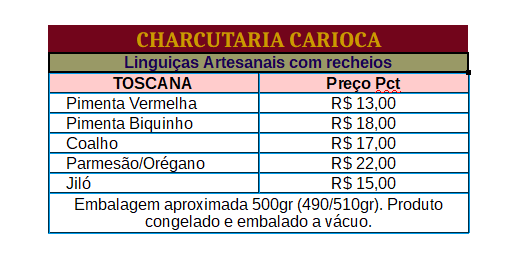 CHARCUTARIA CARIOCA
Linguiças Artesanais com recheios
TOSCANA Preço Pct
Pimenta Vermelha R$ 13,00
Pimenta Biquinho R$ 18,00
Coalho R$ 17,00
Parmesão/Orégano R$ 22,00
Jiló R$ 15,00
Embalagem aproximada 500gr (490/510gr). Produto
congelado e embalado a vácuo.